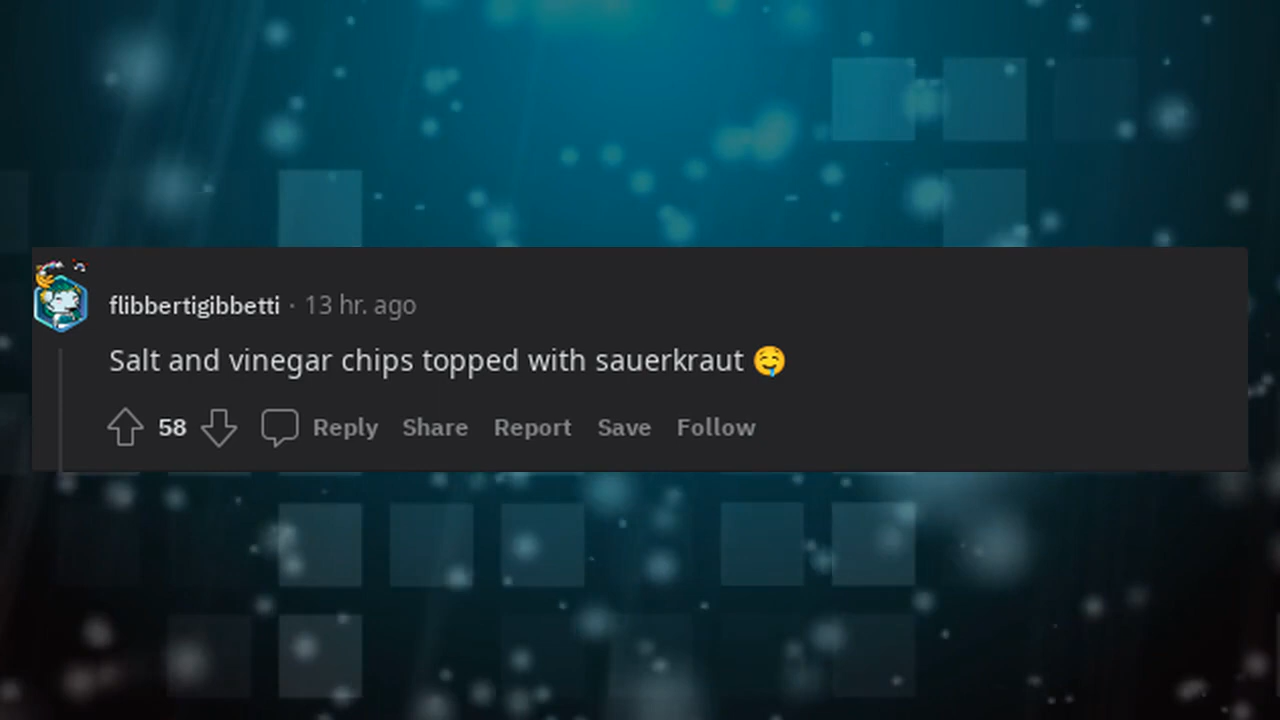 flibbertigibbetti · 13 hr. ago
Salt and vinegar chips topped with sauerkraut 🤤
58 Reply Share Report Save Follow